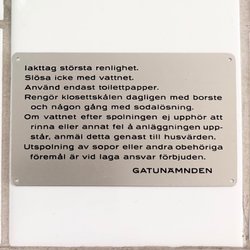 Iakttag största renlighet.
Slösa icke med vattnet.
Använd endast toilettpapper.
Rengör klosettskålen dagligen med borste
och någon gång med sodalösning.
Om vattnet efter spolningen ej upphör att
rinna eller annat fel å anläggningen upp-
står, anmäl detta genast till husvärden.
Utspolning av sopor eller andra obehöriga
föremål är vid laga ansvar förbjuden.
GATUNÄMNDEN